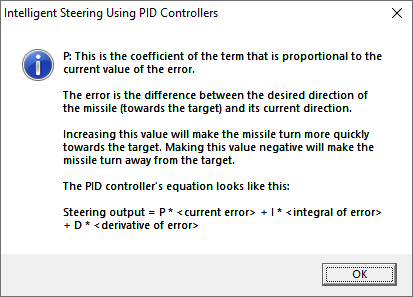 Intelligent Steering Using PID Controllers
P: This is the coefficient of the term that is proportional to the
current value of the error.
The error is the difference between the desired direction of
the missile (towards the target) and its current direction.
Increasing this value will make the missile turn more quickly
towards the target. Making this value negative will make the
missile turn away from the target.
The PID controller's equation looks like this:
Steering output = P * <current error> + I * <integral of error>
+ D * <derivative of error>
OK